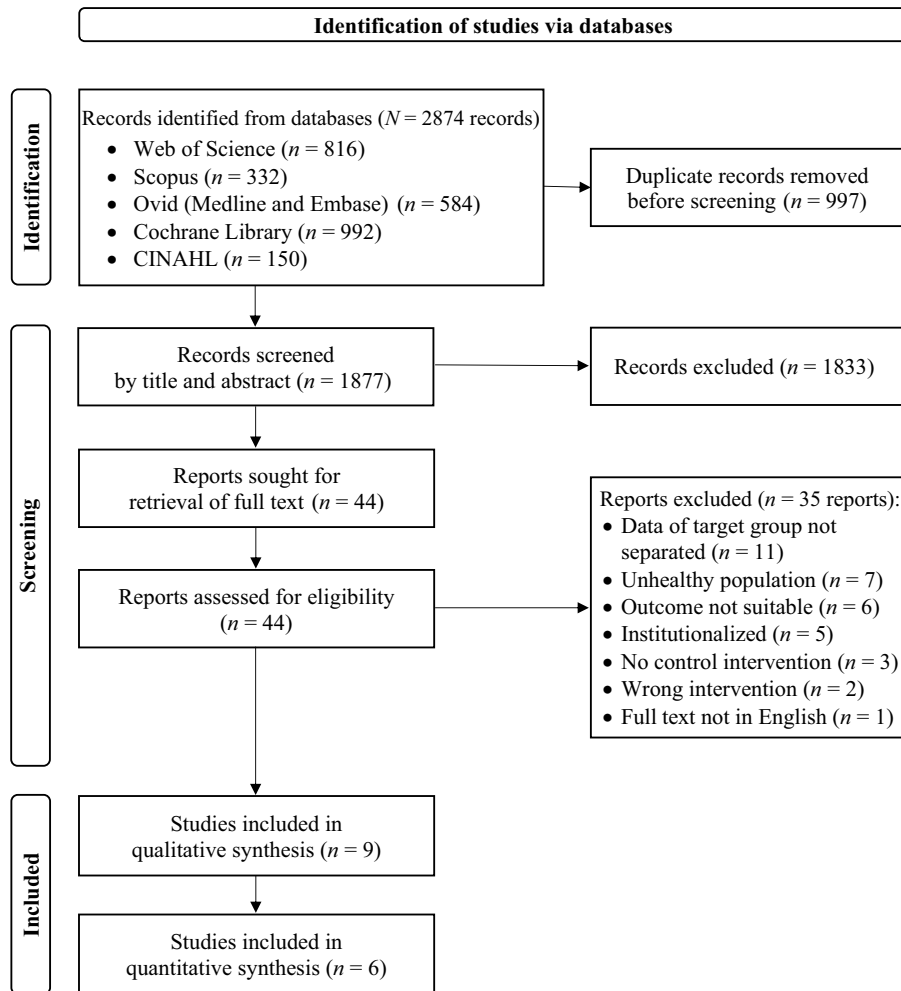 Identification of studies via databases
Identification
Records identified from databases (N = 2874 records)
• Web of Science (n = 816)
• Scopus (n = 332)
• Ovid (Medline and Embase) (n = 584)
• Cochrane Library (n = 992)
• CINAHL (n = 150)
Duplicate records removed
before screening (n = 997)
Screening
Records screened
by title and abstract (n = 1877)
Records excluded (n = 1833)
Reports sought for
retrieval of full text (n = 44)
Reports assessed for eligibility
(n = 44)
Reports excluded (n = 35 reports):
• Data of target group not
separated (n = 11)
• Unhealthy population (n = 7)
• Outcome not suitable (n = 6)
• Institutionalized (n = 5)
• No control intervention (n = 3)
• Wrong intervention (n = 2)
• Full text not in English (n = 1)
Included
Studies included in
qualitative synthesis (n = 9)
Studies included in
quantitative synthesis (n = 6)